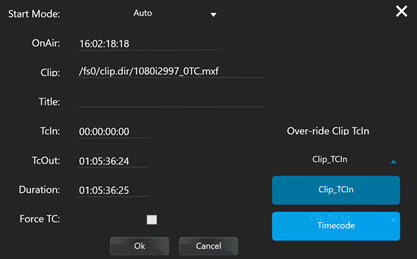 Start Mode: Auto
OnAir: 16:02:18:18
Clip: /fs0/clip.dir/1080i2997_0TC.mxf
Title:
TcIn: 00:00:00:00
Over-ride Clip TcIn
TcOut: 01:05:36:24
Clip_TCIn
Duration: 01:05:36:25
Clip_TCIn
Force TC:
Clip_TcOut
Timecode
Ok
Cancel